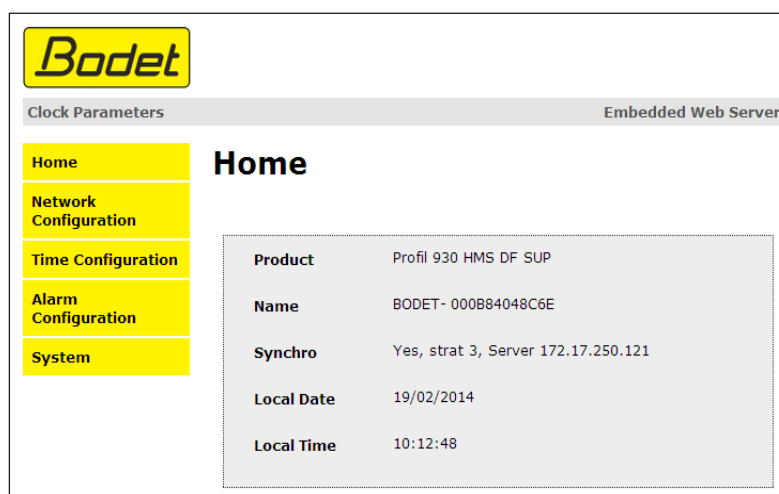 Bodet
Clock Parameters Embedded Web Server
Home
Network
Configuration
Time Configuration
Alarm
Configuration
System
Home
Product Profil 930 HMS DF SUP
Name BODET- 000B84048C6E
Synchro Yes, strat 3, Server 172.17.250.121
Local Date 19/02/2014
Local Time 10:12:48